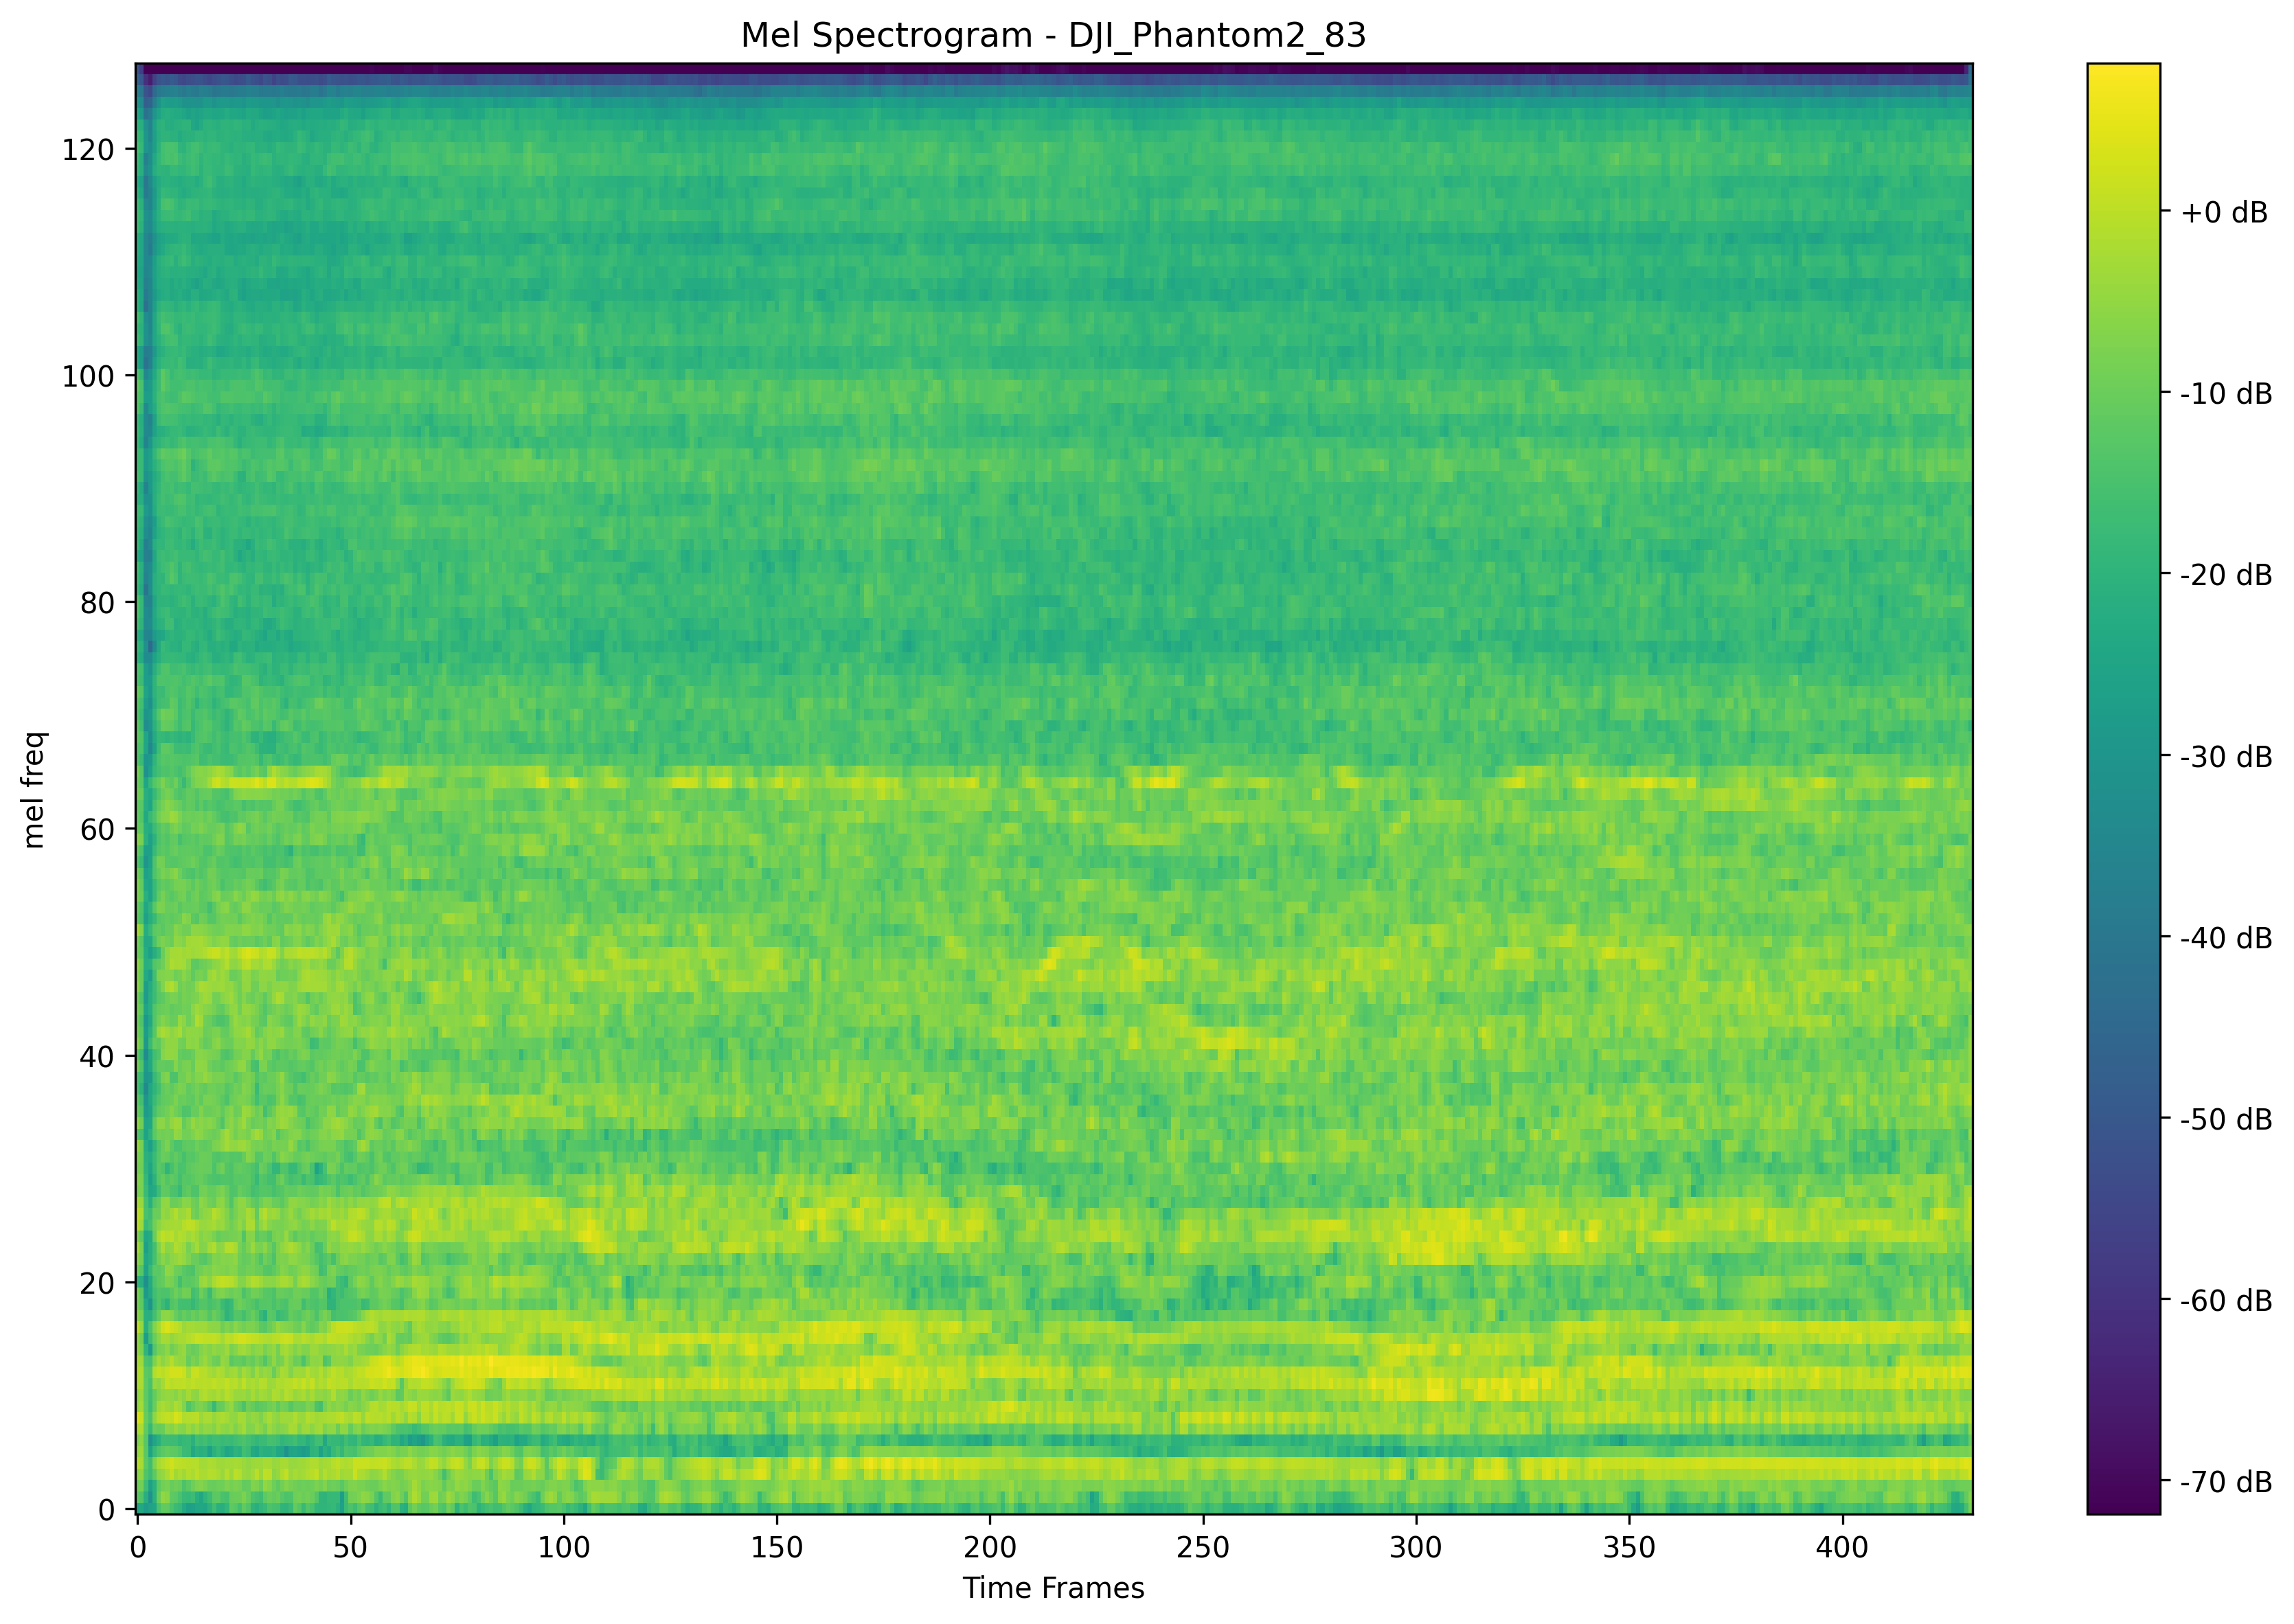 Mel Spectrogram - DJI_Phantom2_83
mel freq
120
100
80
60
40
20
0
0 50 100 150 200 250 300 350 400
Time Frames
+0 dB
-10 dB
-20 dB
-30 dB
-40 dB
-50 dB
-60 dB
-70 dB